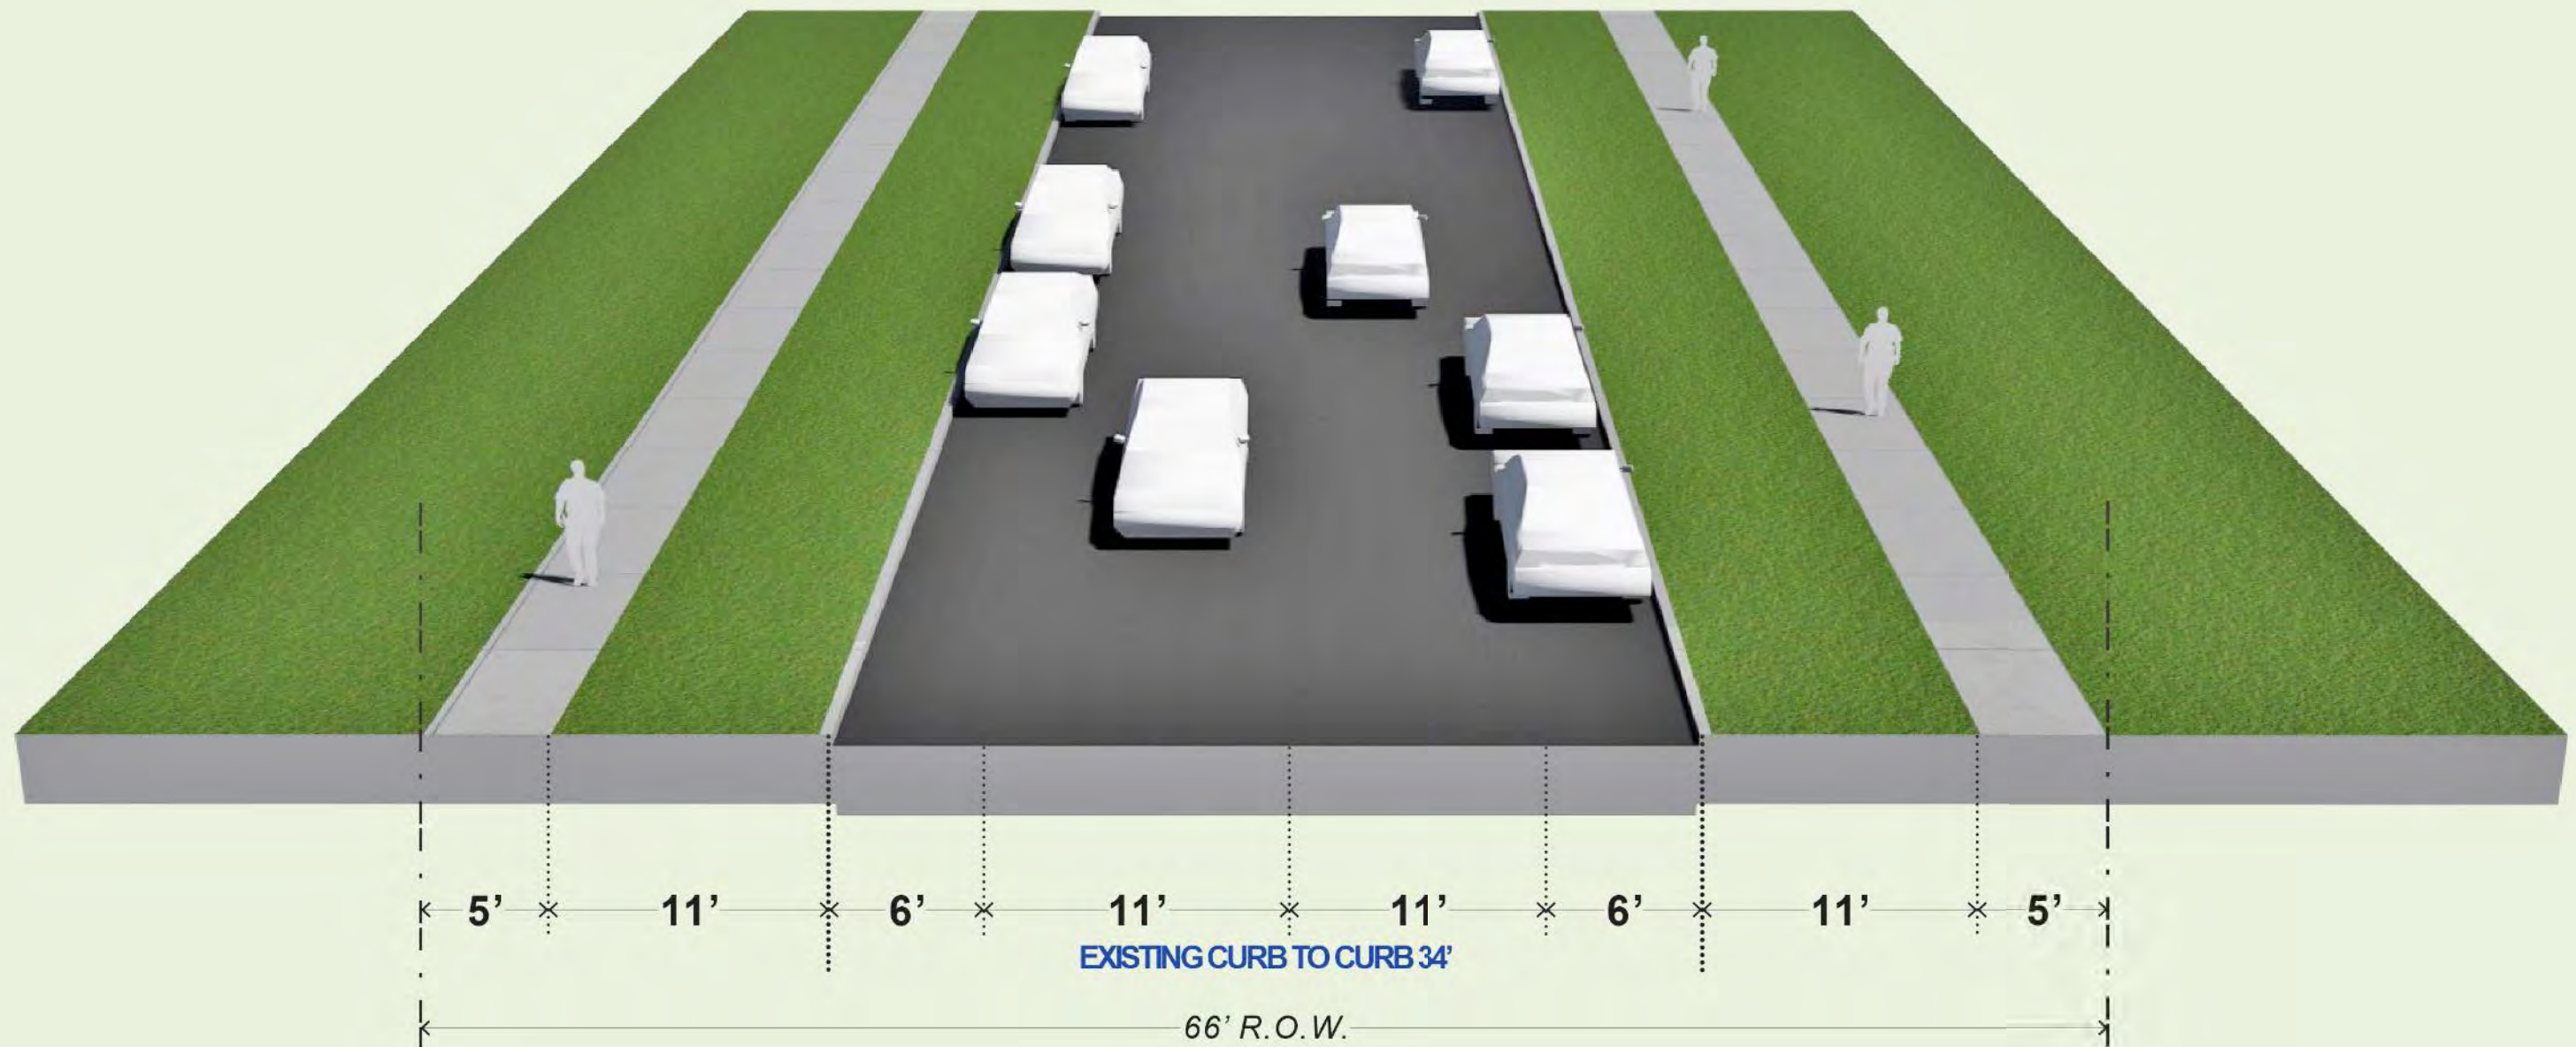 5’ 11’ 6’ 11’ 11’ 6’ 11’ 5’
EXISTING CURB TO CURB 34’
66’ R.O.W.